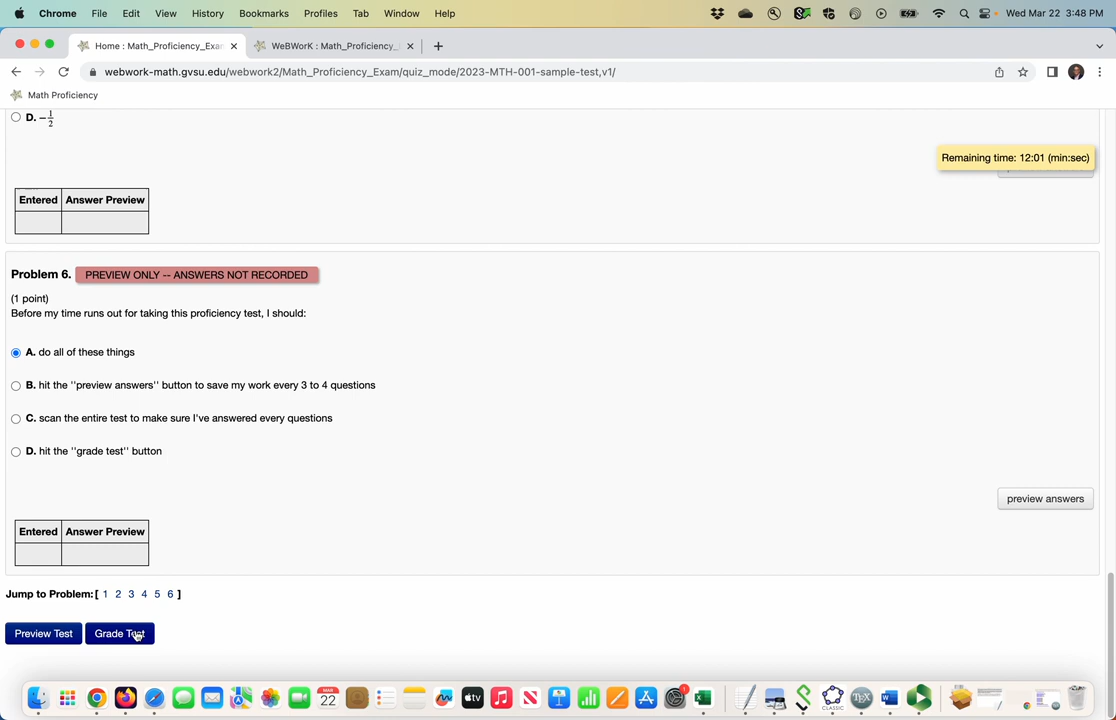 Chrome File Edit View History Bookmarks Profiles Tab Window Help Wed Mar 22 3:48 PM
Home : Math_Proficiency_Exa WeBWorK : Math_Proficiency_
webwork-math.gvsu.edu/webwork2/Math_Proficiency_Exam/quiz_mode/2023-MTH-001-sample-test,v1/
Math Proficiency
D. -1/2
Remaining time: 12:01 (min:sec)
Entered Answer Preview
Problem 6. PREVIEW ONLY -- ANSWERS NOT RECORDED
(1 point)
Before my time runs out for taking this proficiency test, I should:
A. do all of these things
B. hit the ''preview answers'' button to save my work every 3 to 4 questions
C. scan the entire test to make sure I've answered every questions
D. hit the ''grade test'' button
preview answers
Entered Answer Preview
Jump to Problem: [ 1 2 3 4 5 6 ]
Preview Test Grade Test